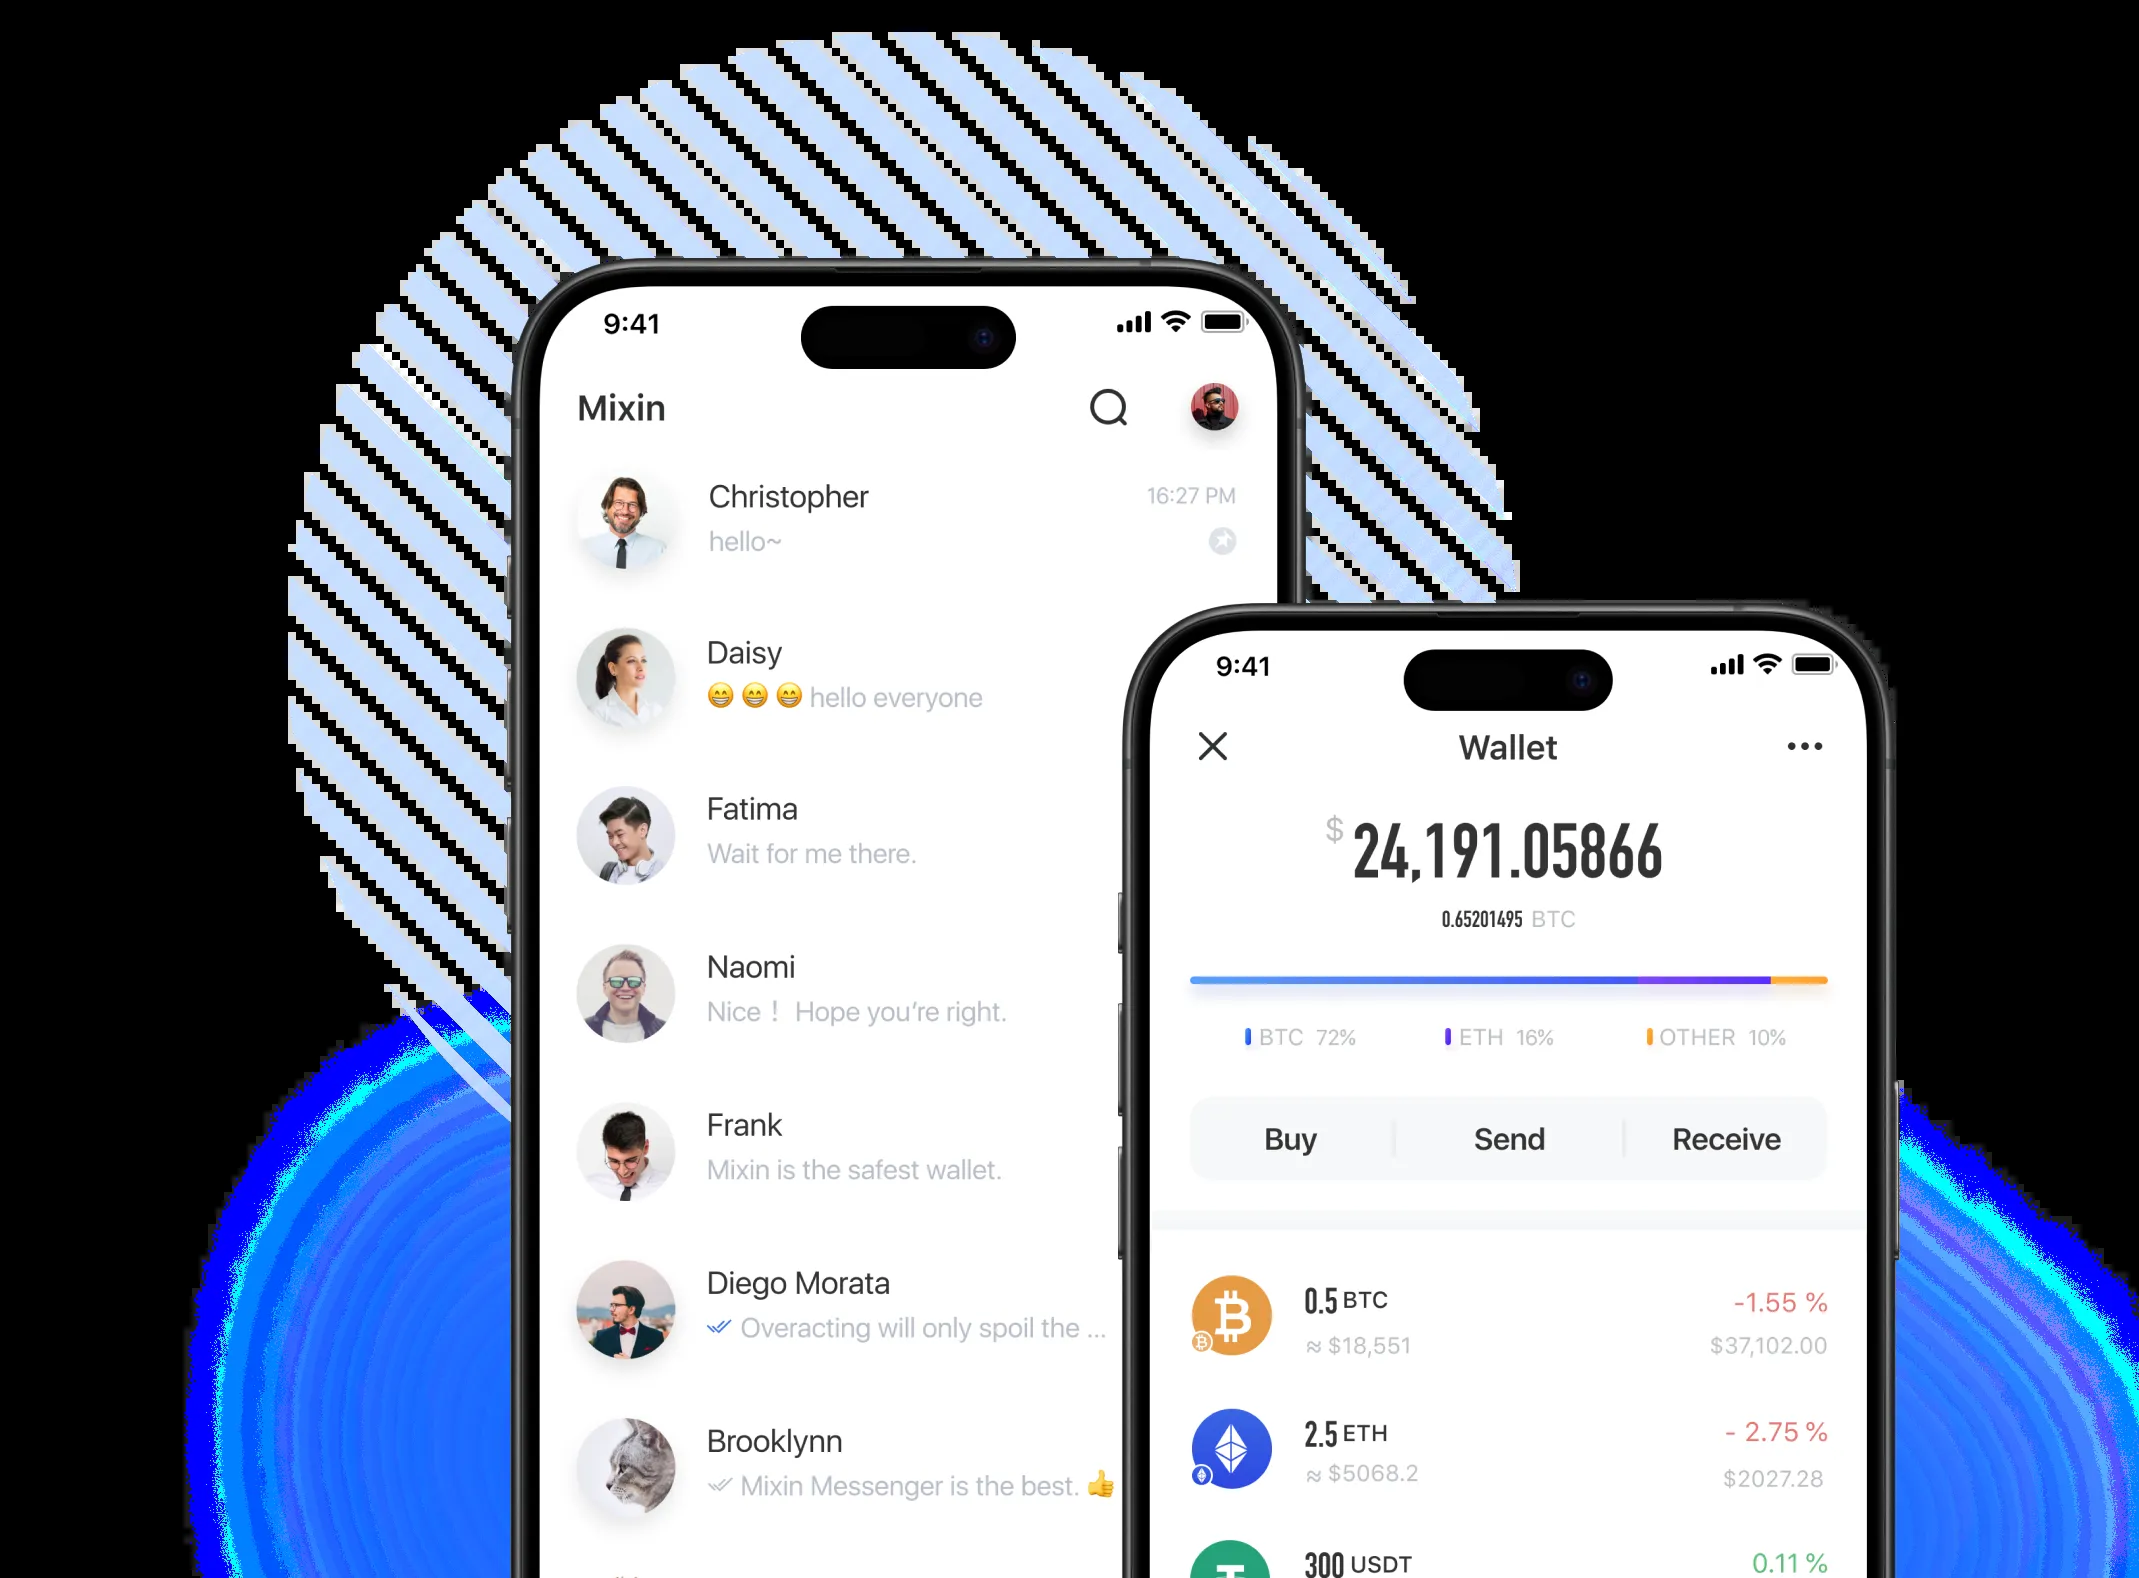 9:41
Mixin
Christopher 16:27 PM
hello~
Daisy
😁 😁 😁 hello everyone
Fatima
Wait for me there.
Naomi
Nice！ Hope you're right.
Frank
Mixin is the safest wallet.
Diego Morata
Overacting will only spoil the ...
Brooklynn
Mixin Messenger is the best. 👍
9:41
Wallet
$ 24,191.05866
0.65201495 BTC
BTC 72% ETH 16% OTHER 10%
Buy Send Receive
0.5 BTC -1.55 %
≈ $18,551 $37,102.00
2.5 ETH - 2.75 %
≈ $5068.2 $2027.28
300 USDT 0.11 %